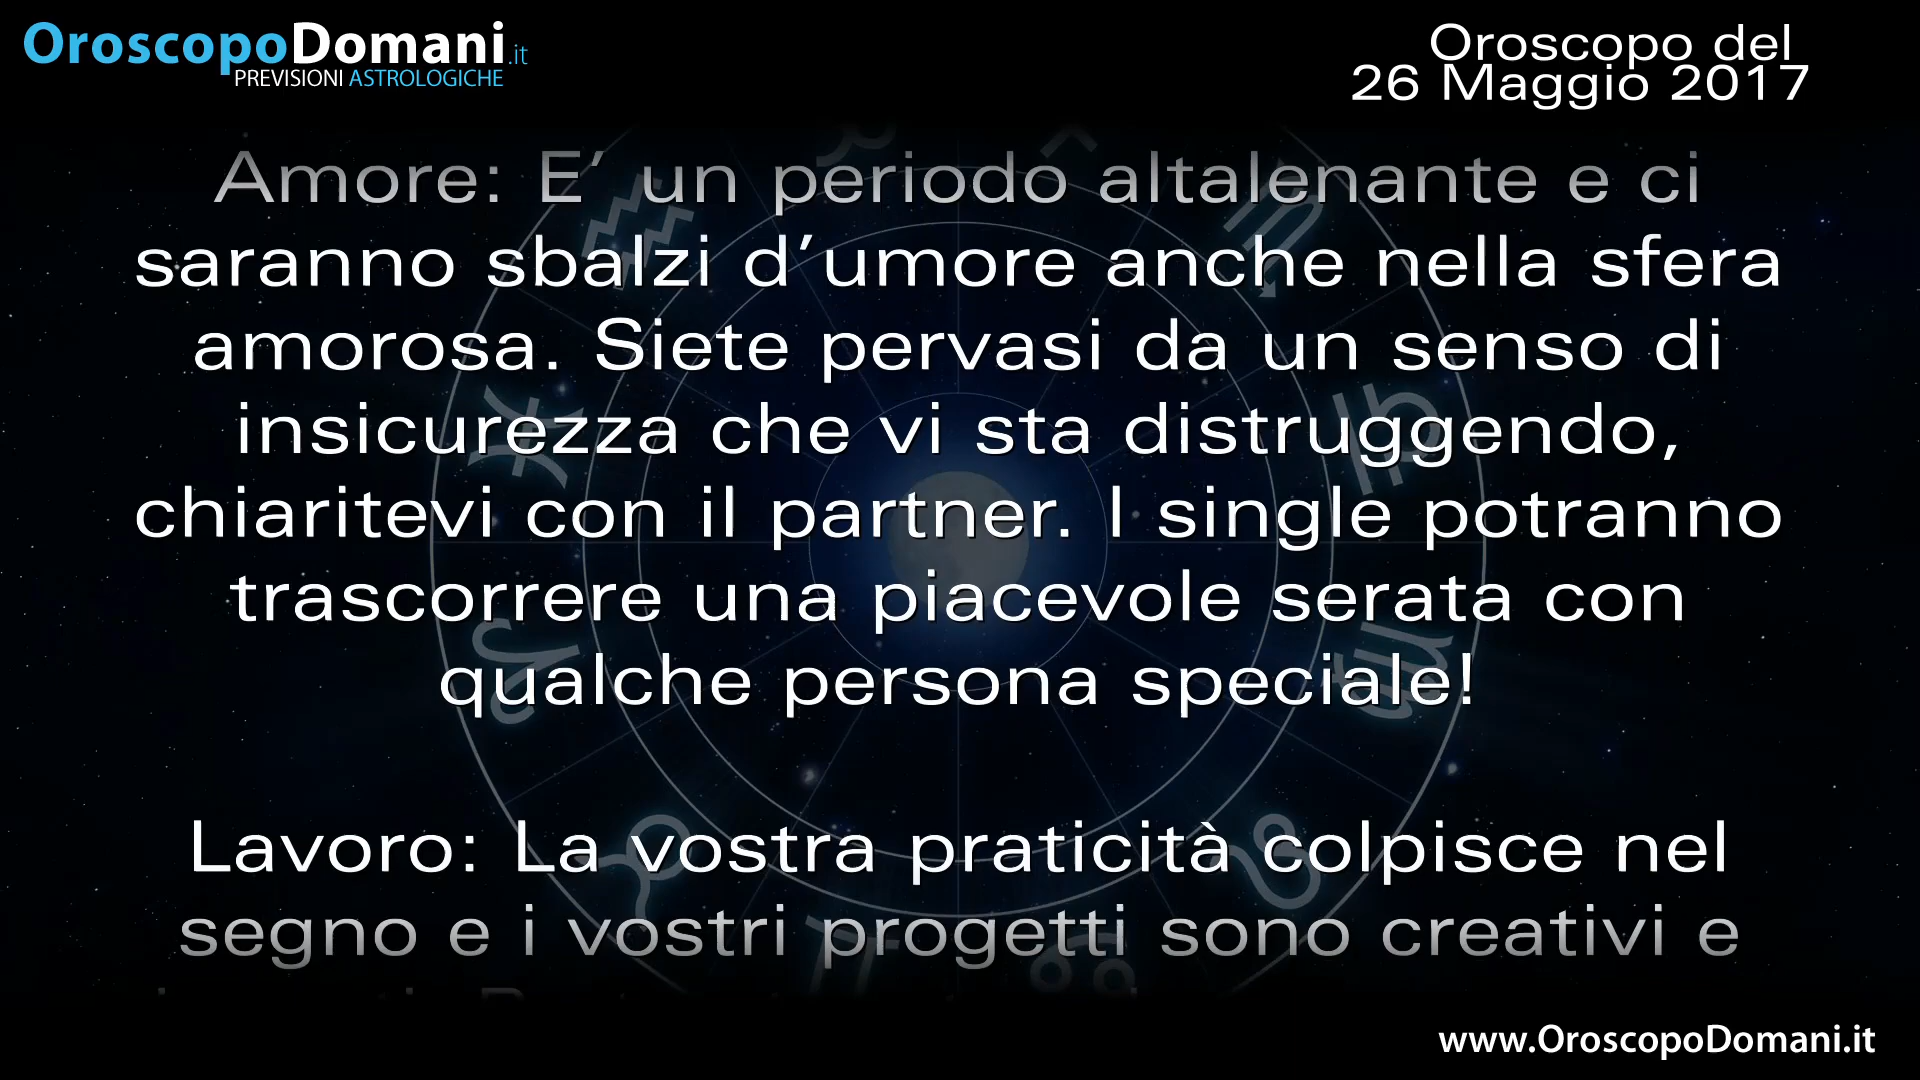 OroscopoDomani.it
PREVISIONI ASTROLOGICHE
Oroscopo del
26 Maggio 2017
Amore: E’ un periodo altalenante e ci
saranno sbalzi d’umore anche nella sfera
amorosa. Siete pervasi da un senso di
insicurezza che vi sta distruggendo,
chiaritevi con il partner. I single potranno
trascorrere una piacevole serata con
qualche persona speciale!
Lavoro: La vostra praticità colpisce nel
segno e i vostri progetti sono creativi e
www.OroscopoDomani.it